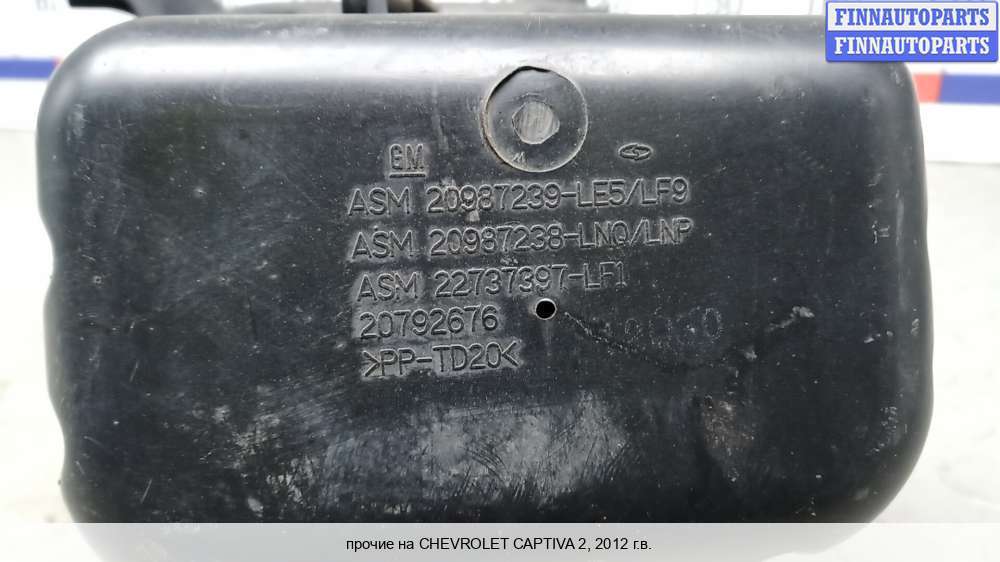 FINNAUTOPARTS
FINNAUTOPARTS
GM
ASM 20987239-LE5/LF9
ASM 20987238-LNQ/LNP
ASM 22737397-LF1
20792676
>PP-TD20<
прочие на CHEVROLET CAPTIVA 2, 2012 г.в.